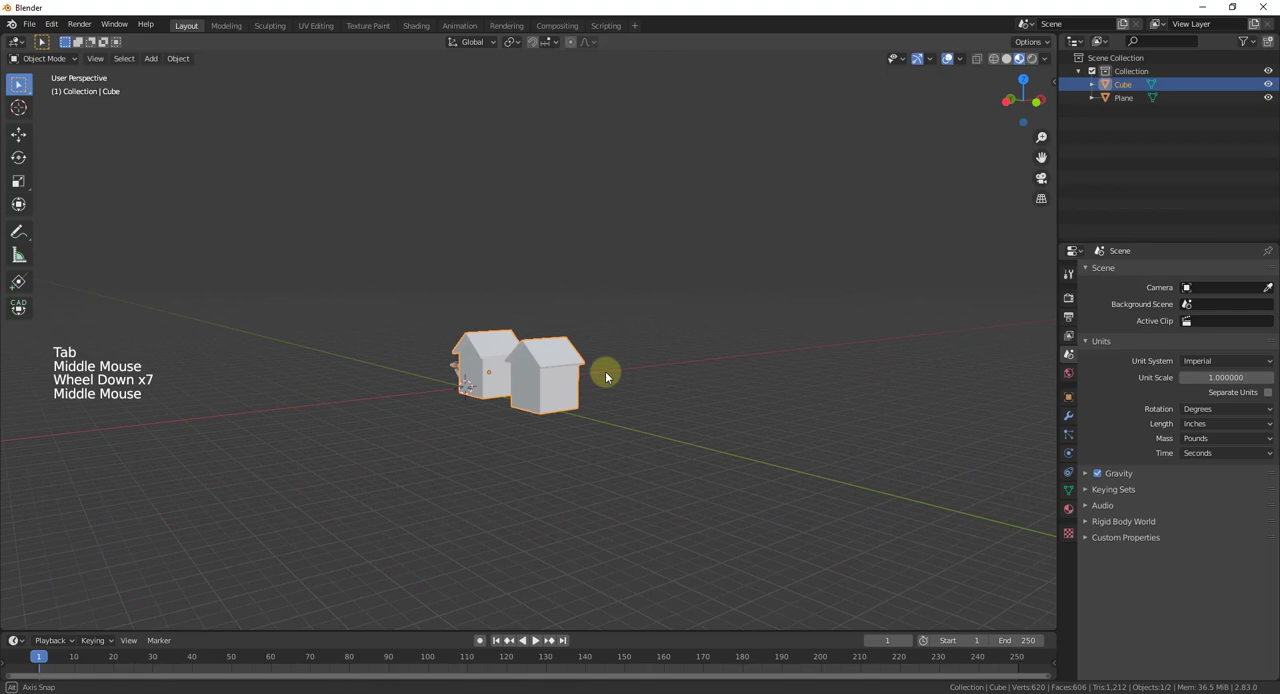 Blender
File Edit Render Window Help
Layout Modeling Sculpting UV Editing Texture Paint Shading Animation Rendering Compositing Scripting +
Scene
View Layer
Global
Options
Object Mode View Select Add Object
User Perspective
(1) Collection | Cube
Z
CAD
Tab
Middle Mouse
Wheel Down x7
Middle Mouse
Scene Collection
Collection
Cube
Plane
Scene
Scene
Camera
Background Scene
Active Clip
Units
Unit System Imperial
Unit Scale 1.000000
Separate Units
Rotation Degrees
Length Inches
Mass Pounds
Time Seconds
Gravity
Keying Sets
Audio
Rigid Body World
Custom Properties
Playback Keying View Marker
1 Start 1 End 250
1 10 20 30 40 50 60 70 80 90 100 110 120 130 140 150 160 170 180 190 200 210 220 230 240 250
Alt Axis Snap
Collection | Cube | Verts:620 | Faces:606 | Tris:1,212 | Objects:1/2 | Mem: 36.5 MiB | 2.83.0